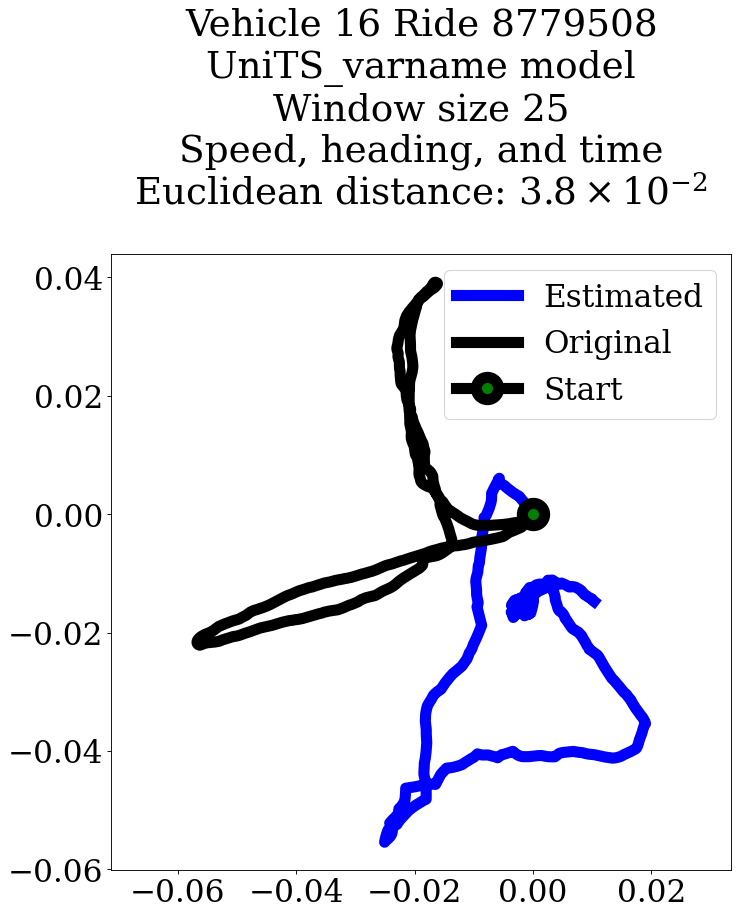 Vehicle 16 Ride 8779508
UniTS_varname model
Window size 25
Speed, heading, and time
Euclidean distance: 3.8 × 10⁻²
Estimated
Original
Start
0.04
0.02
0.00
−0.02
−0.04
−0.06
−0.06 −0.04 −0.02 0.00 0.02